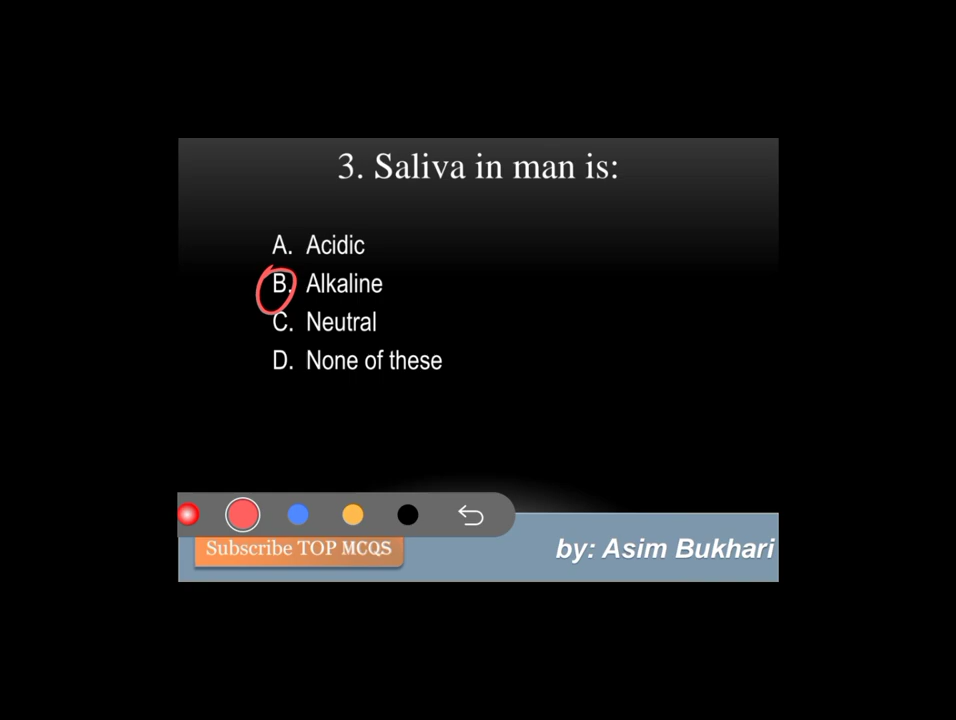 3. Saliva in man is:
A. Acidic
B. Alkaline
C. Neutral
D. None of these
Subscribe TOP MCQS
by: Asim Bukhari